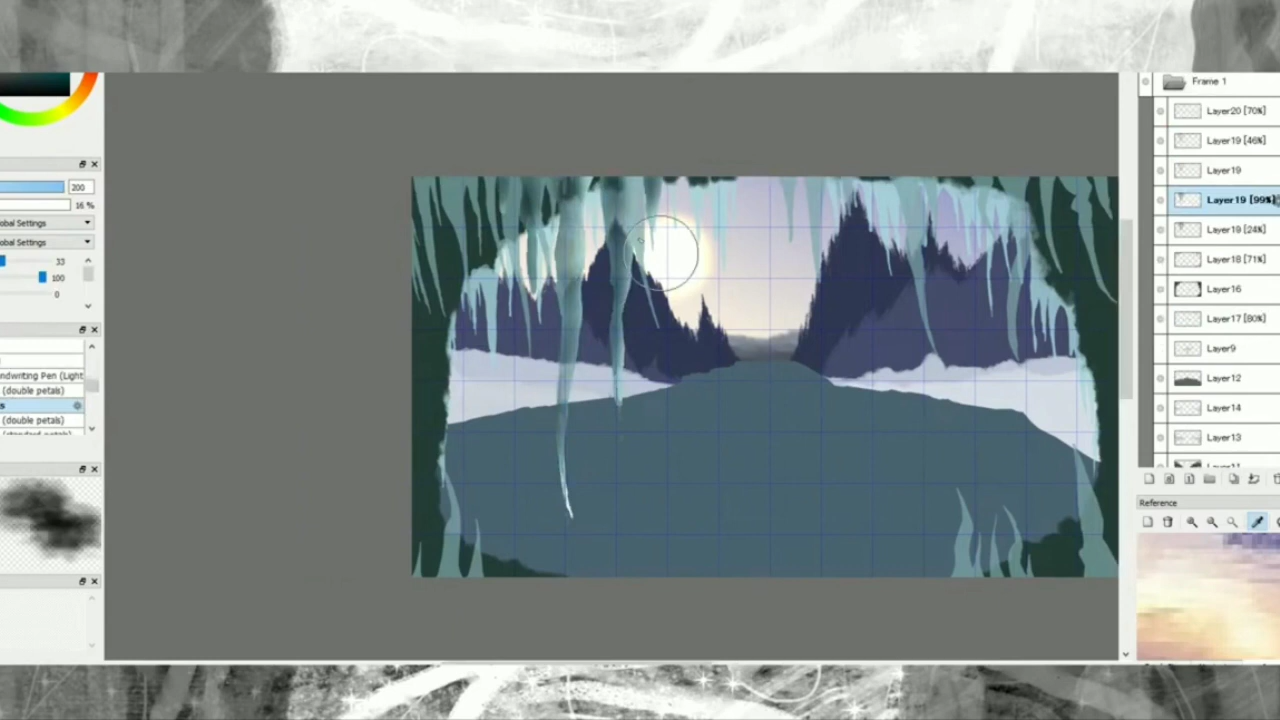 200
16 %
obal Settings
obal Settings
33
100
0
ndwriting Pen (Light
(double petals)
s
(double petals)
Frame 1
Layer20 [70%]
Layer19 [46%]
Layer19
Layer19 [99%]
Layer19 [24%]
Layer18 [71%]
Layer16
Layer17 [80%]
Layer9
Layer12
Layer14
Layer13
Reference